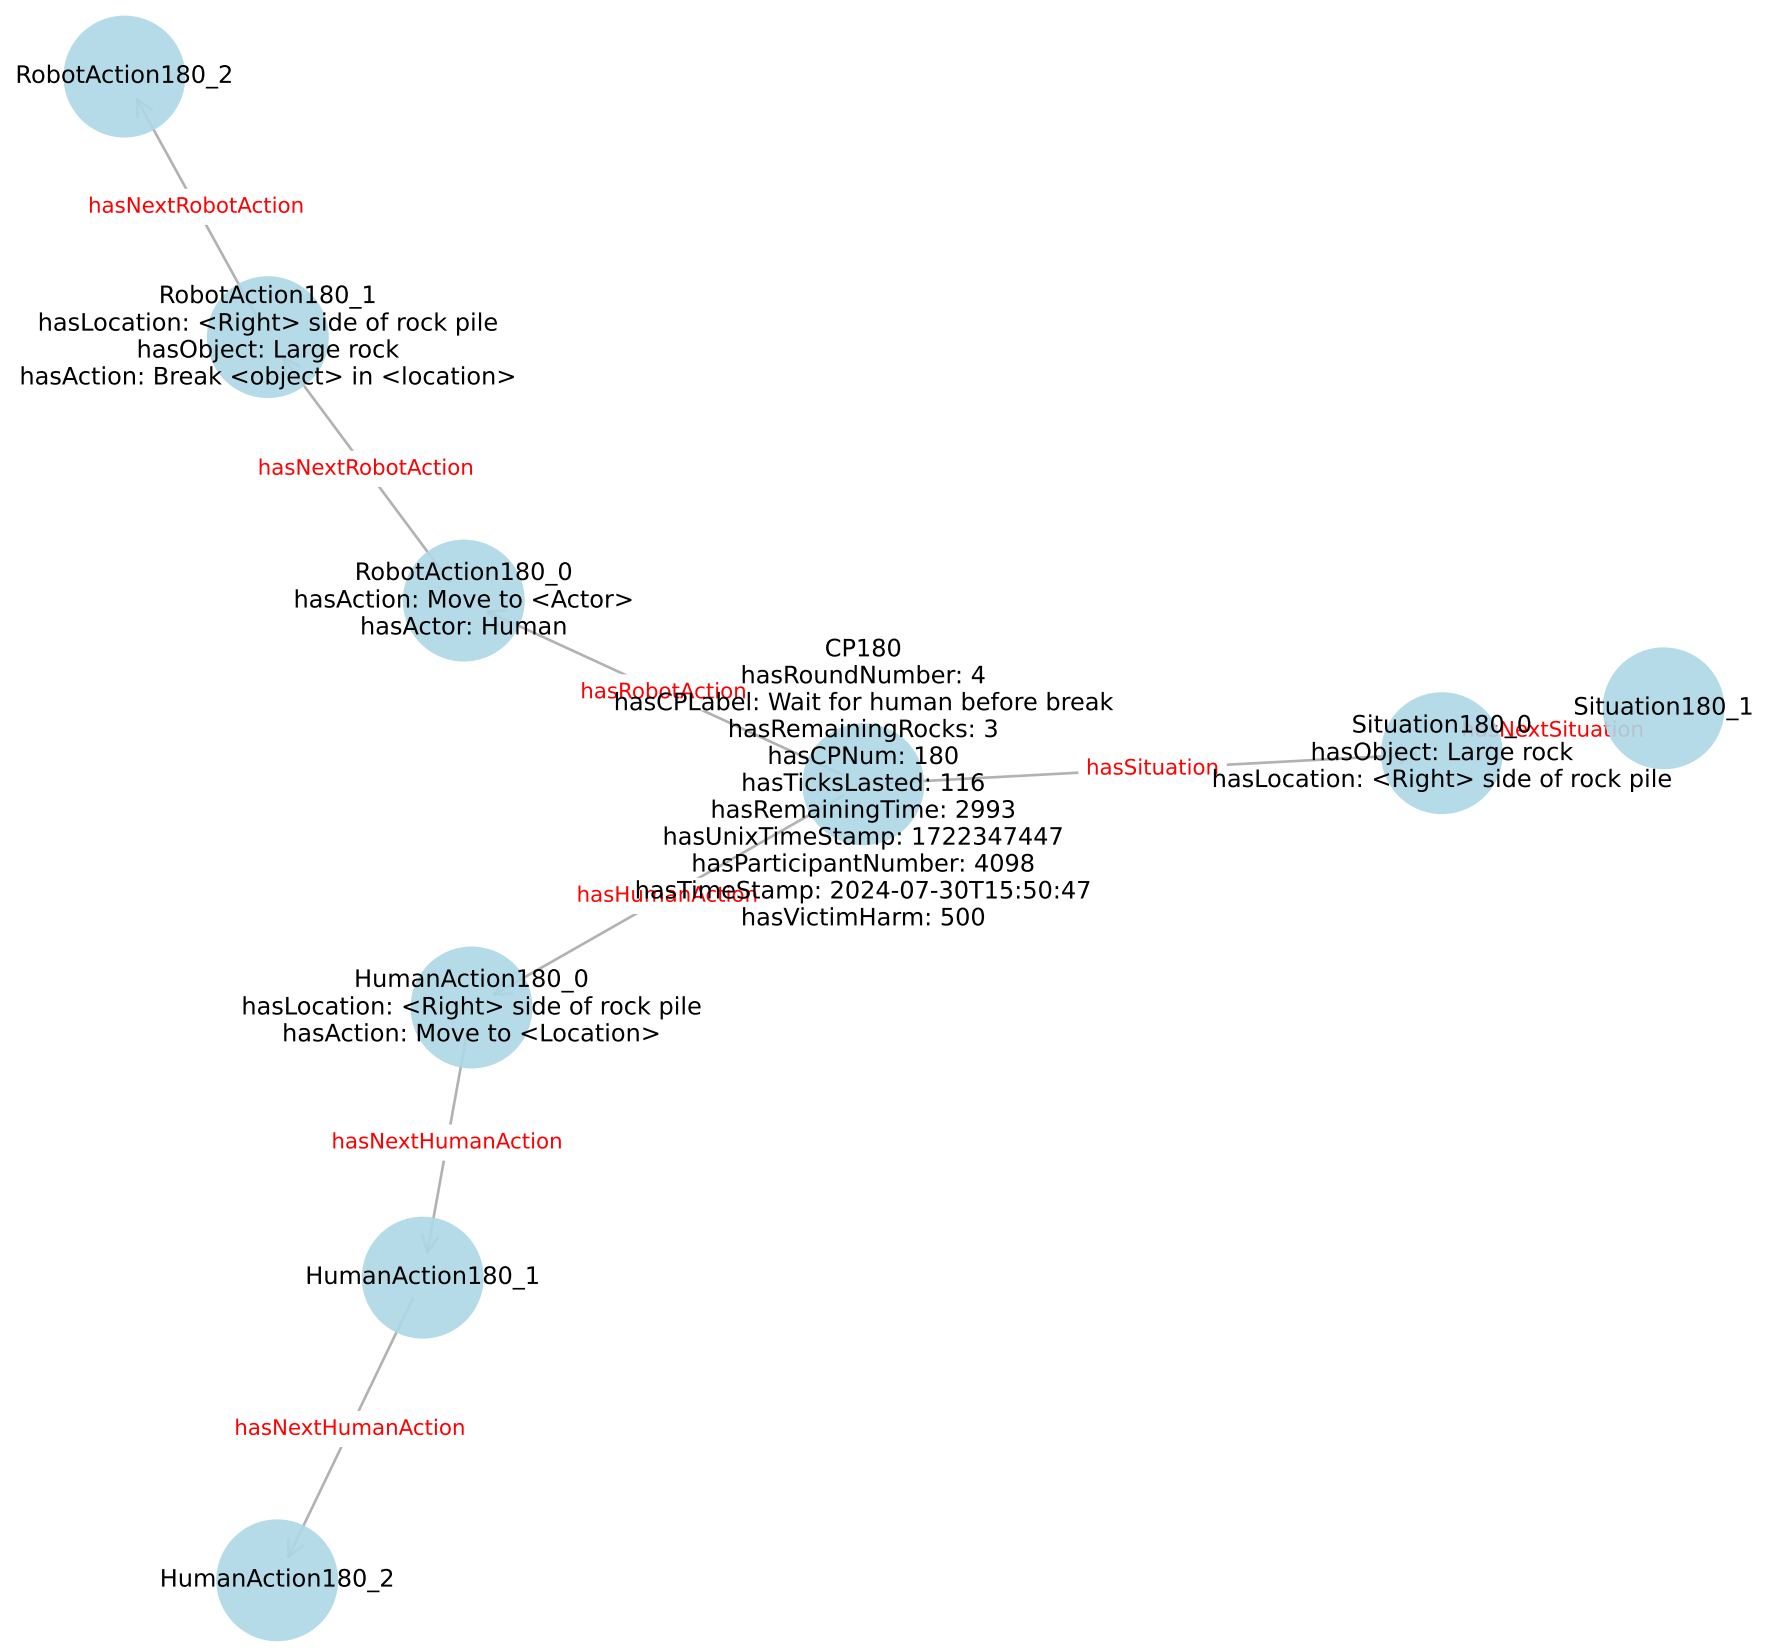 RobotAction180_2
hasNextRobotAction
RobotAction180_1
hasLocation: <Right> side of rock pile
hasObject: Large rock
hasAction: Break <object> in <location>
hasNextRobotAction
RobotAction180_0
hasAction: Move to <Actor>
hasActor: Human
hasRobotAction
CP180
hasRoundNumber: 4
hasCPLabel: Wait for human before break
hasRemainingRocks: 3
hasCPNum: 180
hasTicksLasted: 116
hasRemainingTime: 2993
hasUnixTimeStamp: 1722347447
hasParticipantNumber: 4098
hasTimeStamp: 2024-07-30T15:50:47
hasVictimHarm: 500
hasSituation
Situation180_0
hasObject: Large rock
hasLocation: <Right> side of rock pile
hasNextSituation
Situation180_1
hasHumanAction
HumanAction180_0
hasLocation: <Right> side of rock pile
hasAction: Move to <Location>
hasNextHumanAction
HumanAction180_1
hasNextHumanAction
HumanAction180_2